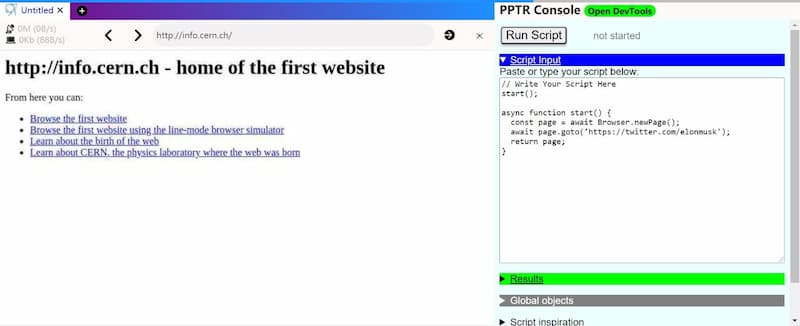 Untitled
0M (0B/s)
0Kb (88B/s)
http://info.cern.ch/
http://info.cern.ch - home of the first website
From here you can:
Browse the first website
Browse the first website using the line-mode browser simulator
Learn about the birth of the web
Learn about CERN, the physics laboratory where the web was born
PPTR Console Open DevTools
Run Script not started
Script Input
Paste or type your script below:
// Write Your Script Here
start();
async function start() {
const page = await Browser.newPage();
await page.goto('https://twitter.com/elonmusk');
return page;
}
Results
Global objects
Script inspiration